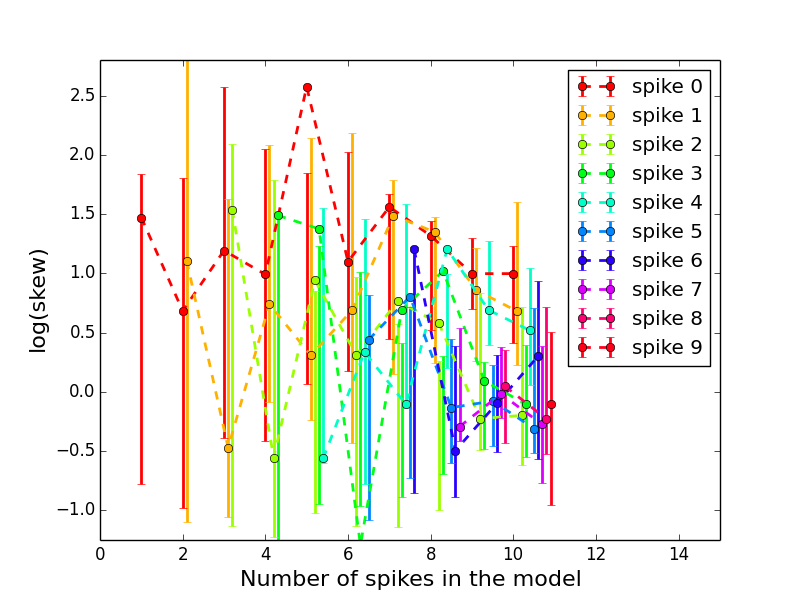 2.5
2.0
1.5
1.0
0.5
0.0
−0.5
−1.0
log(skew)
0 2 4 6 8 10 12 14
Number of spikes in the model
spike 0
spike 1
spike 2
spike 3
spike 4
spike 5
spike 6
spike 7
spike 8
spike 9